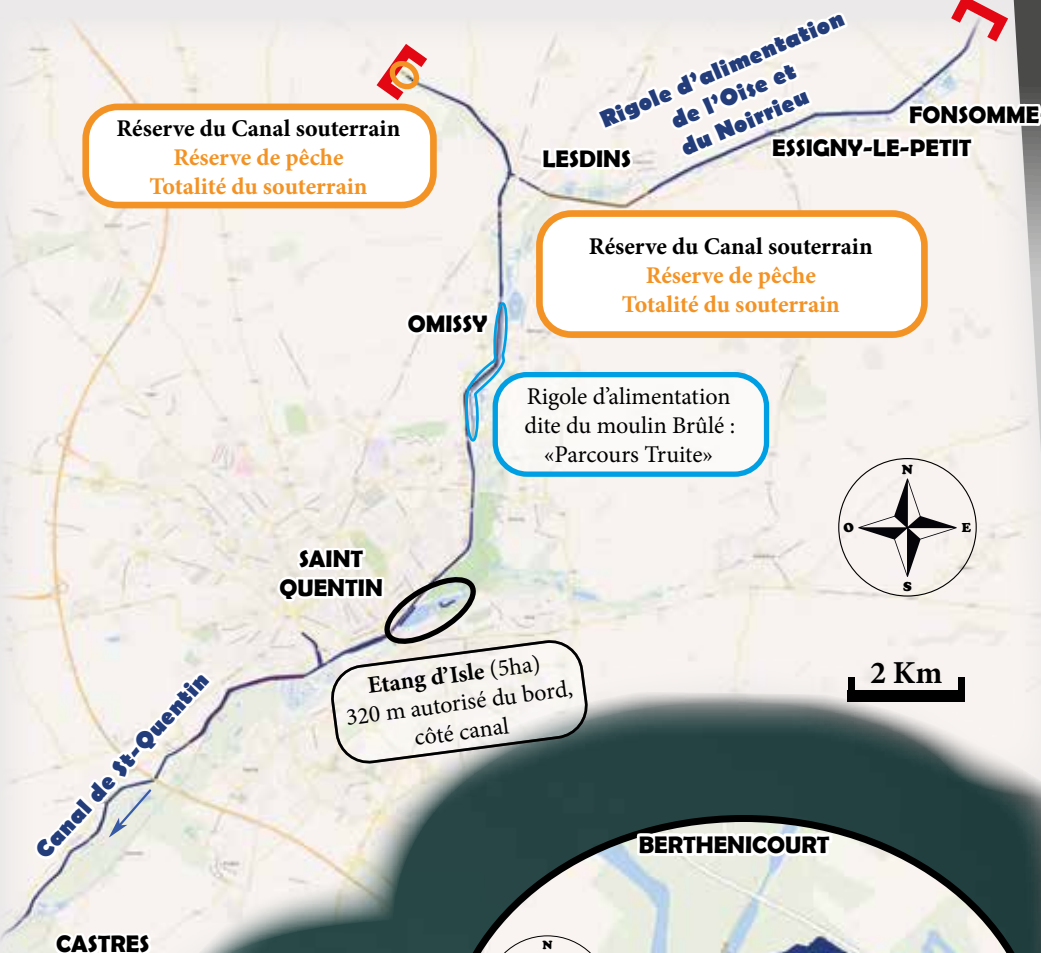 Rigole d'alimentation
de l'Oise et
du Noirrieu
FONSOMME
ESSIGNY-LE-PETIT
LESDINS
Réserve du Canal souterrain
Réserve de pêche
Totalité du souterrain
Réserve du Canal souterrain
Réserve de pêche
Totalité du souterrain
OMISSY
Rigole d'alimentation
dite du moulin Brûlé :
«Parcours Truite»
N
O
E
S
SAINT
QUENTIN
Etang d'Isle (5ha)
320 m autorisé du bord,
côté canal
2 Km
Canal de St-Quentin
BERTHENICOURT
CASTRES
N